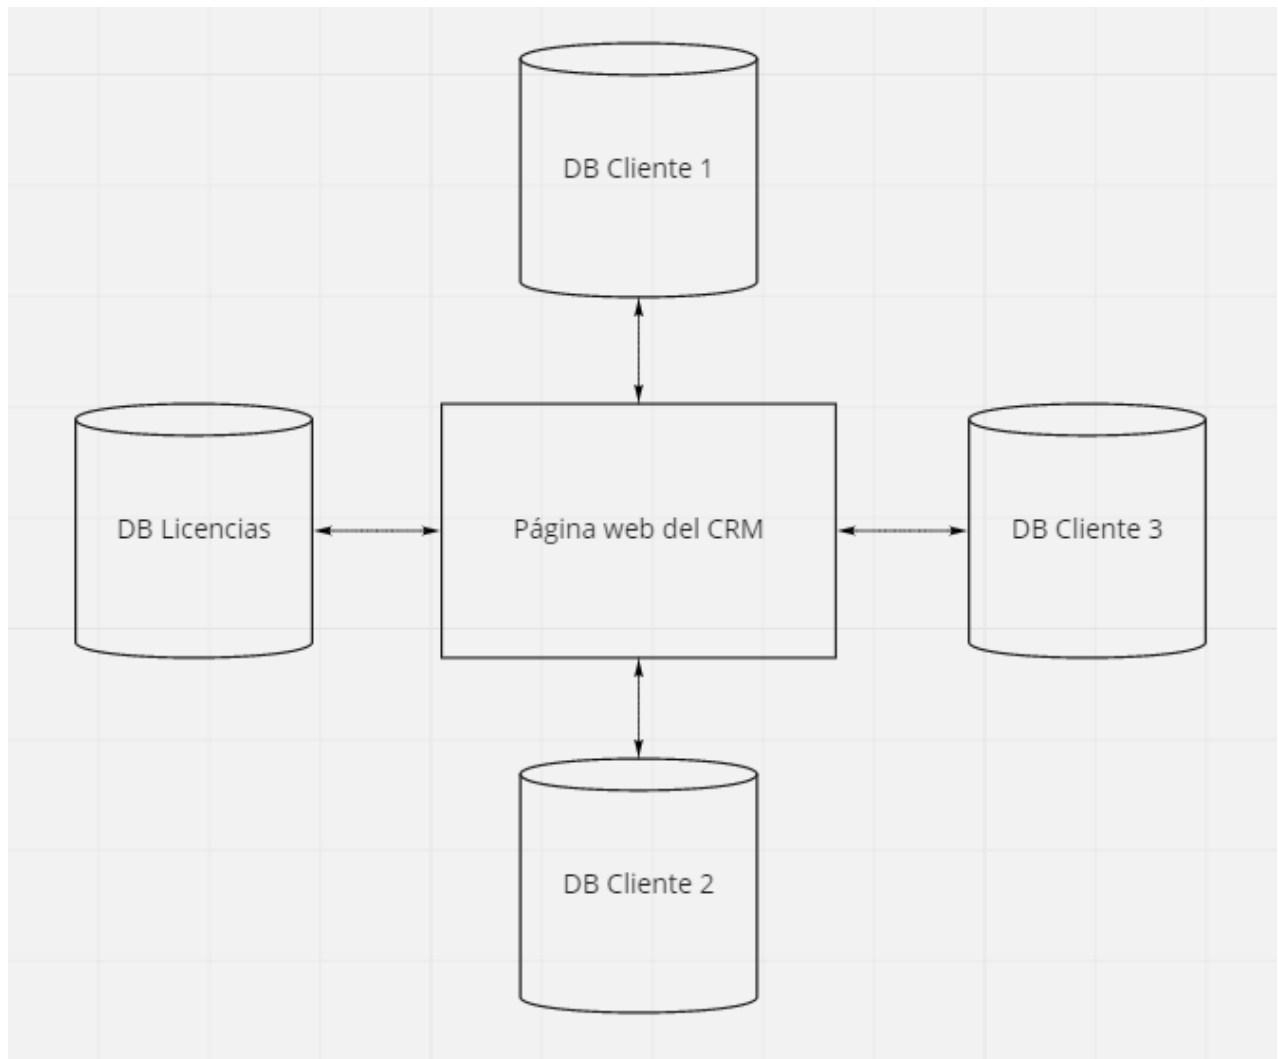 DB Cliente 1
DB Licencias
Página web del CRM
DB Cliente 3
DB Cliente 2